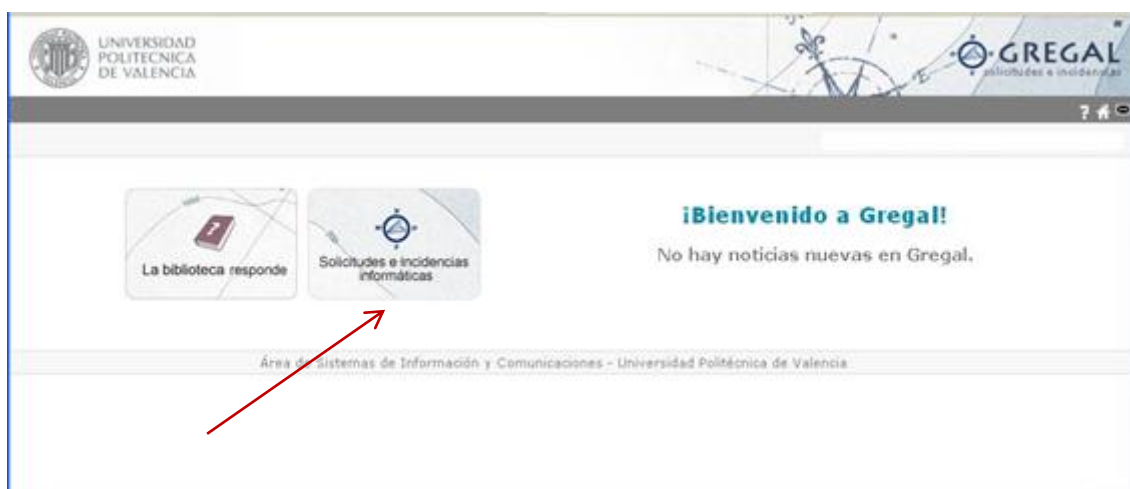 UNIVERSIDAD
POLITECNICA
DE VALENCIA
GREGAL
solicitudes e incidencias
?
La biblioteca responde
Solicitudes e incidencias
informáticas
¡Bienvenido a Gregal!
No hay noticias nuevas en Gregal.
Área de Sistemas de Información y Comunicaciones - Universidad Politécnica de Valencia